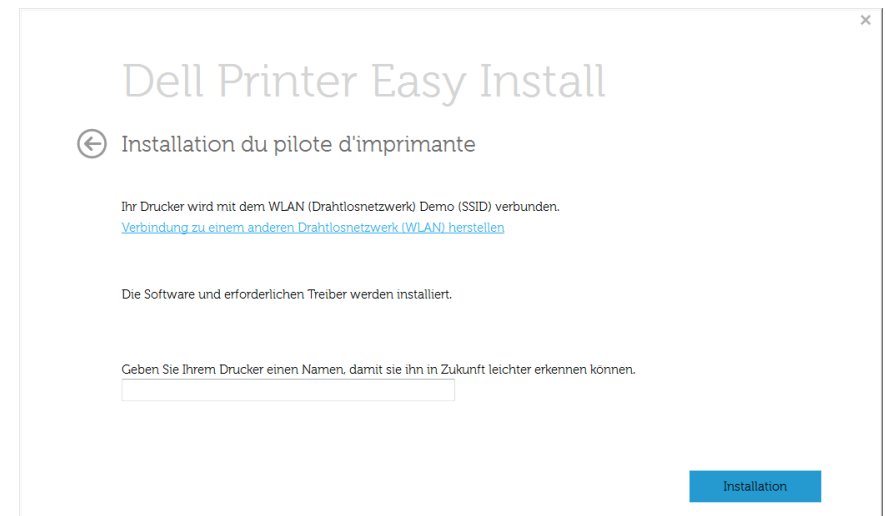 Dell Printer Easy Install
Installation du pilote d'imprimante
Ihr Drucker wird mit dem WLAN (Drahtlosnetzwerk) Demo (SSID) verbunden.
Verbindung zu einem anderen Drahtlosnetzwerk (WLAN) herstellen
Die Software und erforderlichen Treiber werden installiert.
Geben Sie Ihrem Drucker einen Namen, damit sie ihn in Zukunft leichter erkennen können.
Installation